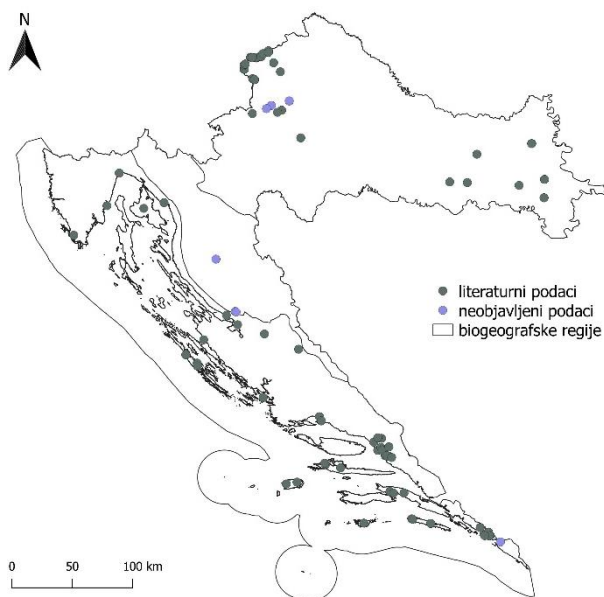 N
literaturni podaci
neobjavljeni podaci
biogeografske regije
0 50 100 km